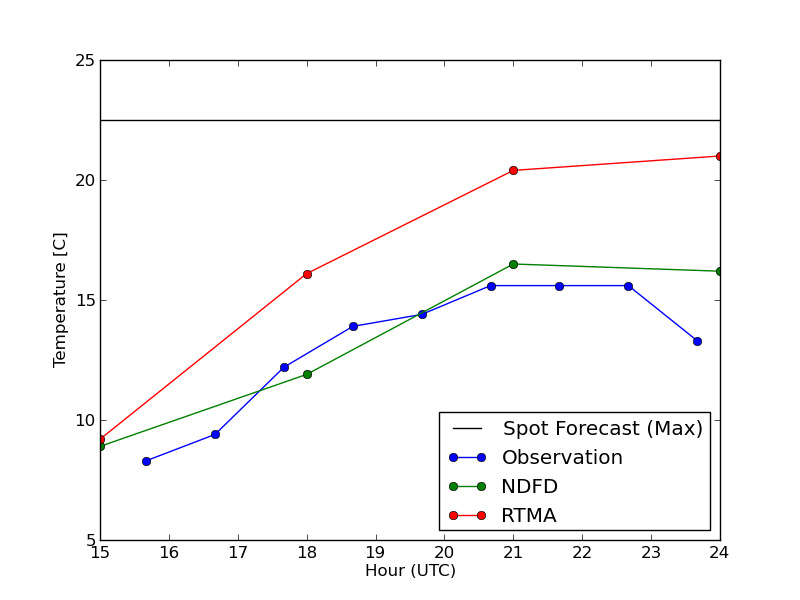 25
20
15
10
5
Temperature [C]
15 16 17 18 19 20 21 22 23 24
Hour (UTC)
Spot Forecast (Max)
Observation
NDFD
RTMA